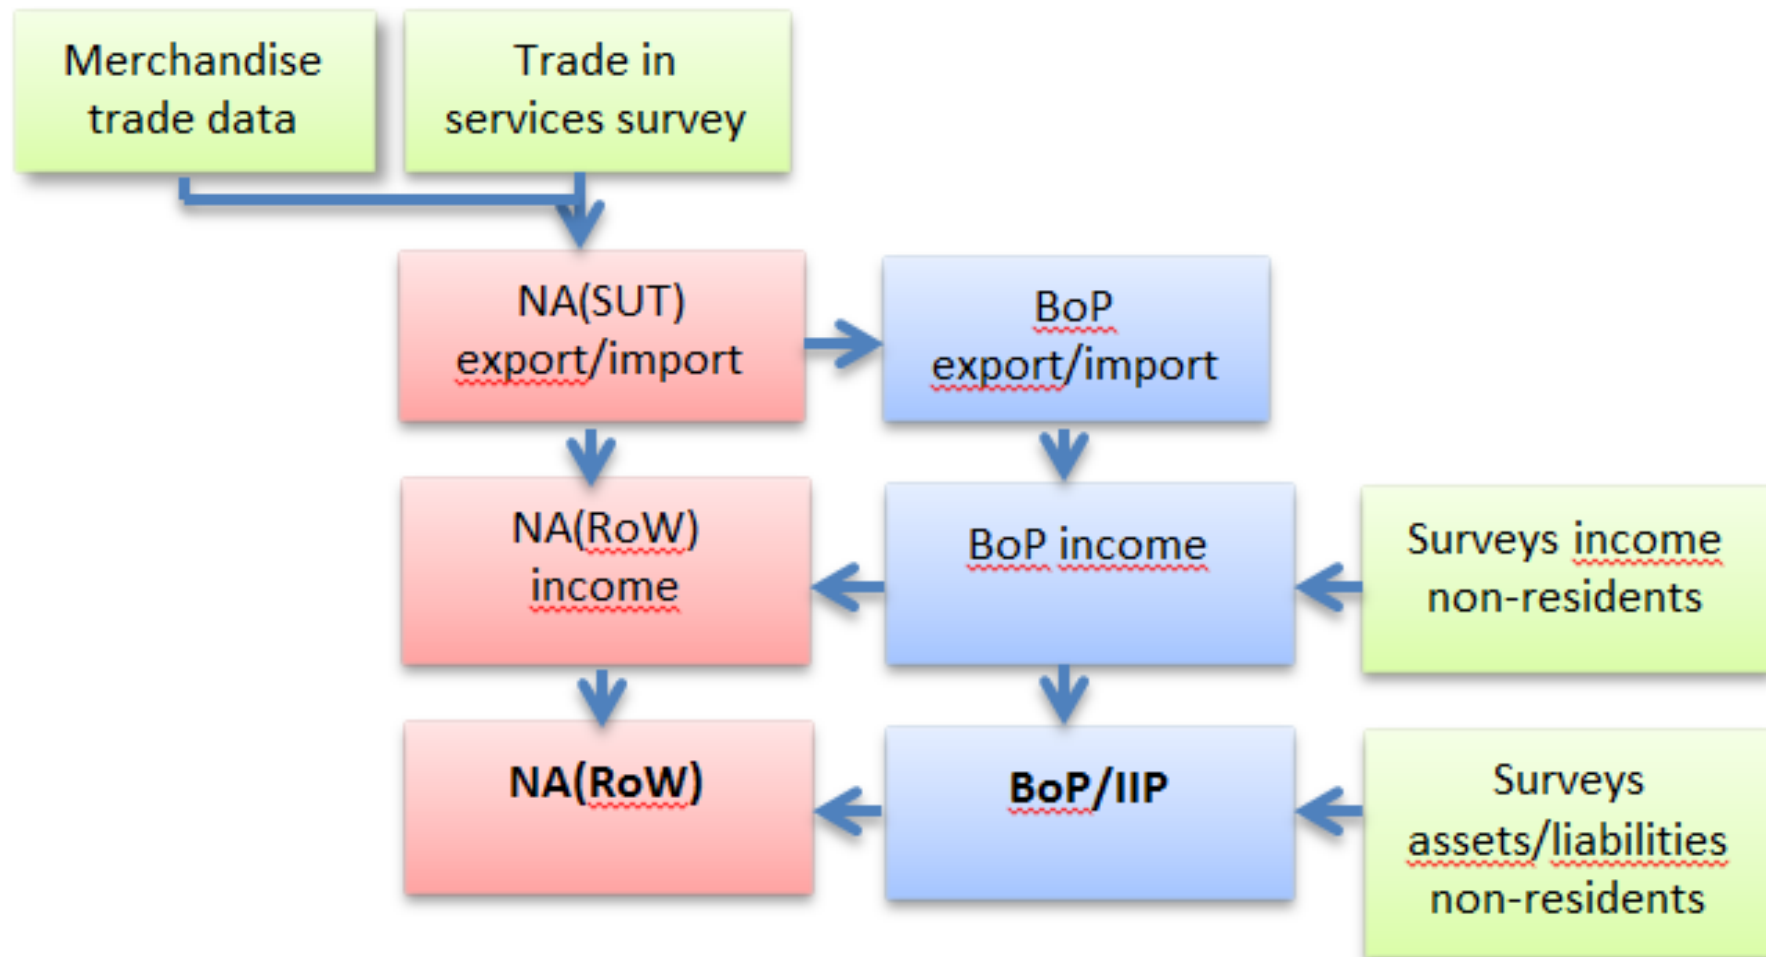 Merchandise
trade data
Trade in
services survey
NA(SUT)
export/import
BoP
export/import
NA(RoW)
income
BoP income
Surveys income
non-residents
NA(RoW)
BoP/IIP
Surveys
assets/liabilities
non-residents